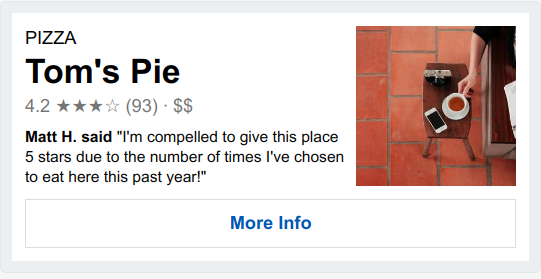 PIZZA
Tom's Pie
4.2 ★★★☆ (93) · $$
Matt H. said "I'm compelled to give this place
5 stars due to the number of times I've chosen
to eat here this past year!"
More Info